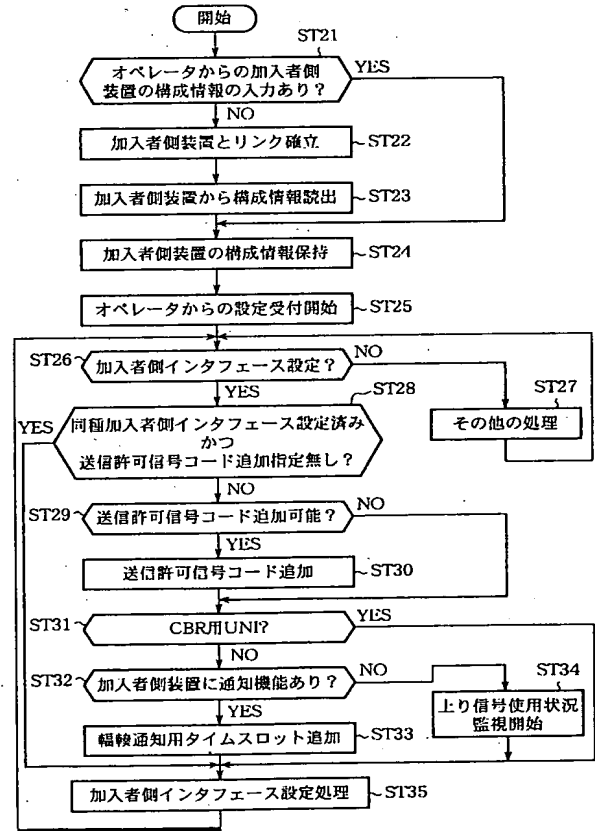 開始
ST21
オペレータからの加入者側
装置の構成情報の入力あり?
YES
NO
加入者側装置とリンク確立
ST22
加入者側装置から構成情報読出
ST23
加入者側装置の構成情報保持
ST24
オペレータからの設定受付開始
ST25
ST26
加入者側インタフェース設定?
NO
YES
ST27
その他の処理
ST28
YES
同種加入者側インタフェース設定済み
かつ
送信許可信号コード追加指定無し?
NO
ST29
送信許可信号コード追加可能?
NO
YES
送信許可信号コード追加
ST30
ST31
CBR用UNI?
YES
NO
ST32
加入者側装置に通知機能あり?
NO
YES
ST34
上り信号使用状況
監視開始
輻輳通知用タイムスロット追加
ST33
加入者側インタフェース設定処理
ST35